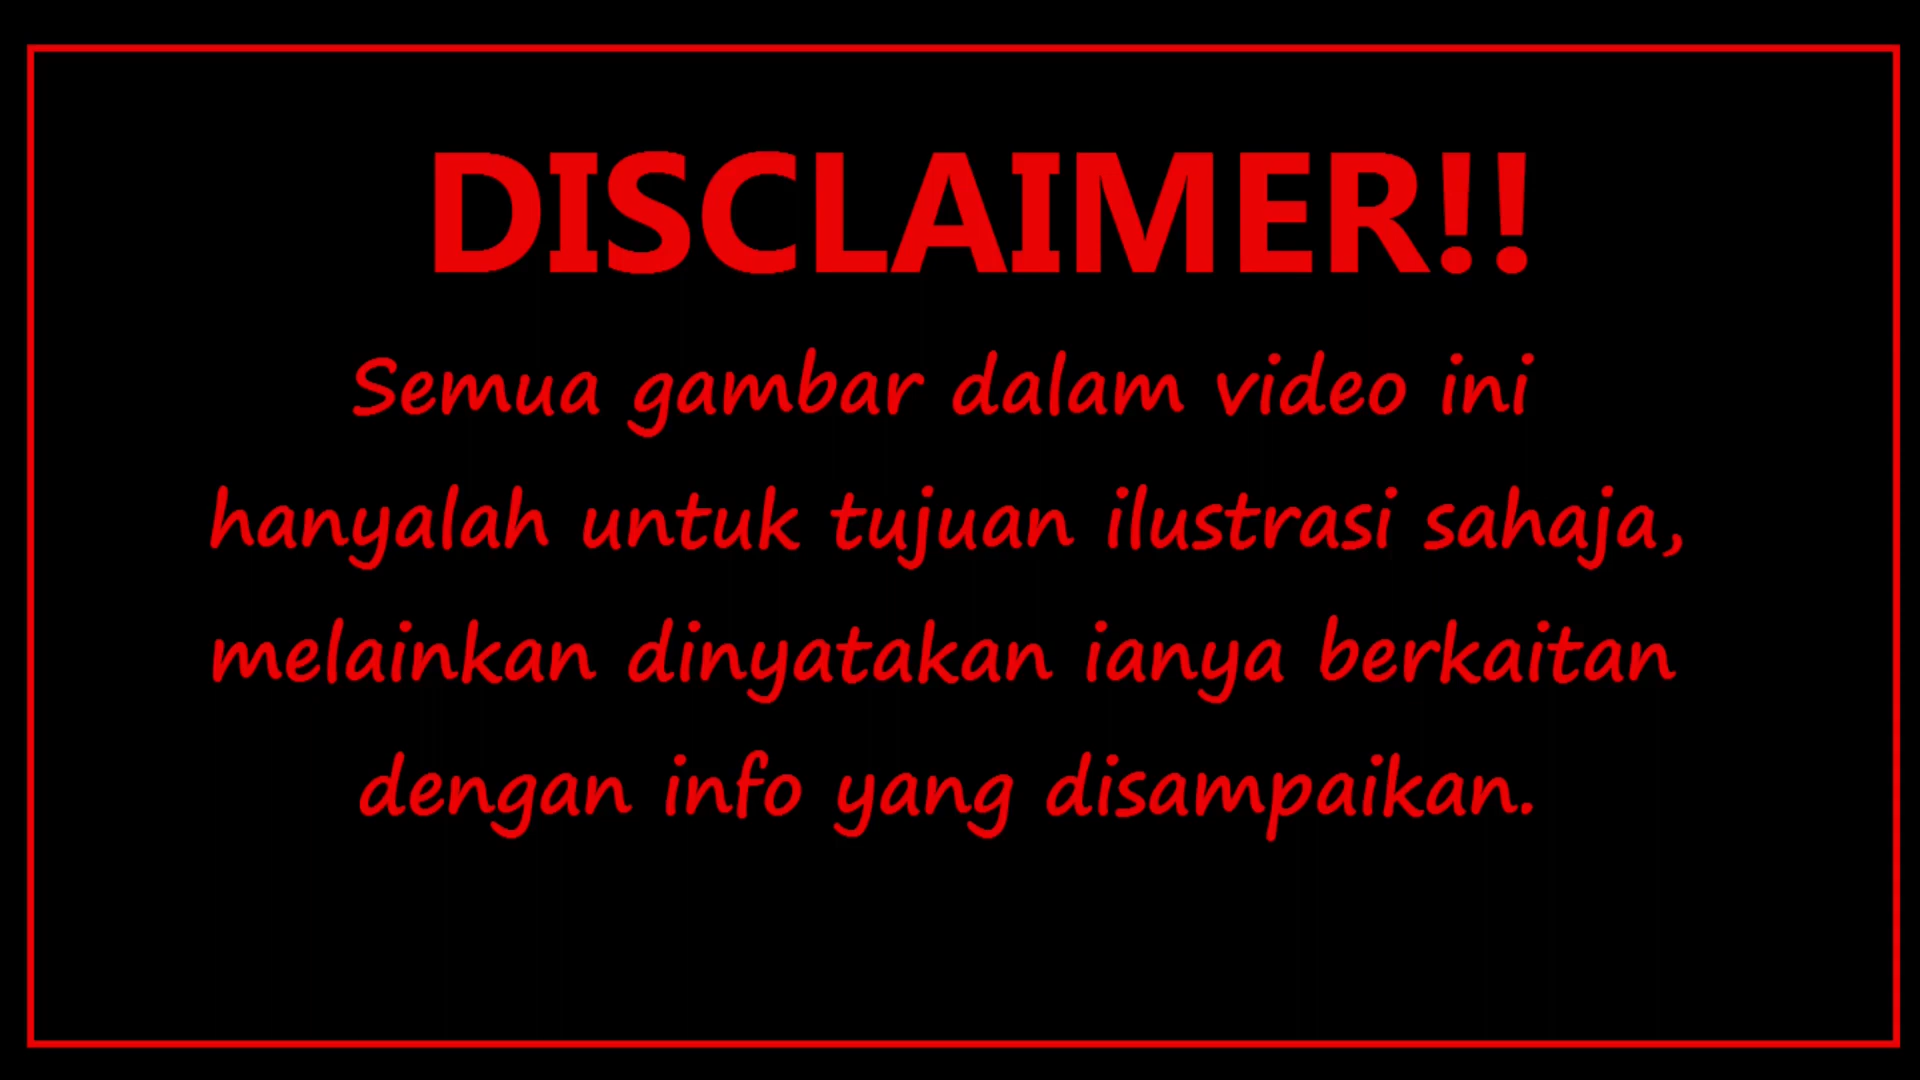 DISCLAIMER!!
Semua gambar dalam video ini
hanyalah untuk tujuan ilustrasi sahaja,
melainkan dinyatakan ianya berkaitan
dengan info yang disampaikan.